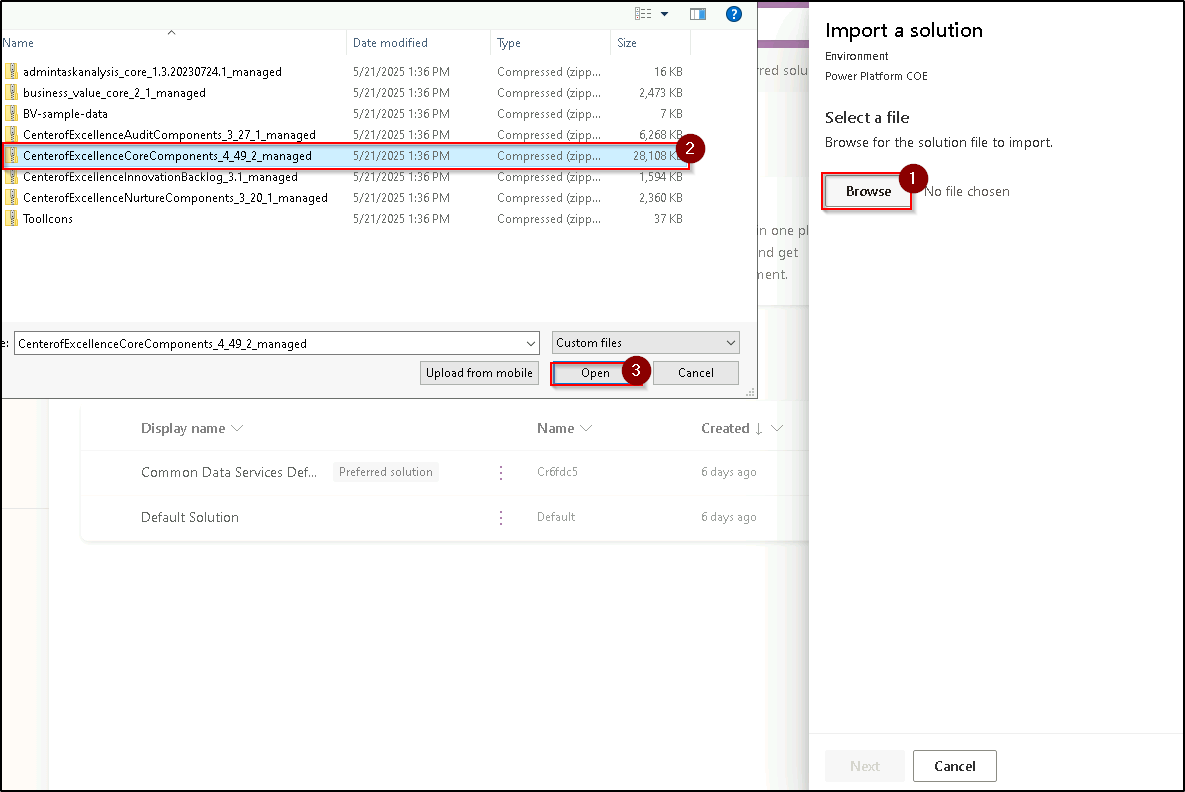 Name Date modified Type Size
admintaskanalysis_core_1.3.20230724.1_managed 5/21/2025 1:36 PM Compressed (zipp... 16 KB
business_value_core_2_1_managed 5/21/2025 1:36 PM Compressed (zipp... 2,473 KB
BV-sample-data 5/21/2025 1:36 PM Compressed (zipp... 7 KB
CenterofExcellenceAuditComponents_3_27_1_managed 5/21/2025 1:36 PM Compressed (zipp... 6,268 KB
CenterofExcellenceCoreComponents_4_49_2_managed 5/21/2025 1:36 PM Compressed (zipp... 28,108 KB 2
CenterofExcellenceInnovationBacklog_3.1_managed 5/21/2025 1:36 PM Compressed (zipp... 1,594 KB
CenterofExcellenceNurtureComponents_3_20_1_managed 5/21/2025 1:36 PM Compressed (zipp... 2,360 KB
ToolIcons 5/21/2025 1:36 PM Compressed (zipp... 37 KB
CenterofExcellenceCoreComponents_4_49_2_managed Custom files
Upload from mobile Open 3 Cancel
rred solu
in one pl
nd get
ment.
Display name Name Created
Common Data Services Def... Preferred solution Cr6fdc5 6 days ago
Default Solution Default 6 days ago
Import a solution
Environment
Power Platform COE
Select a file
Browse for the solution file to import.
Browse 1 No file chosen
Next Cancel